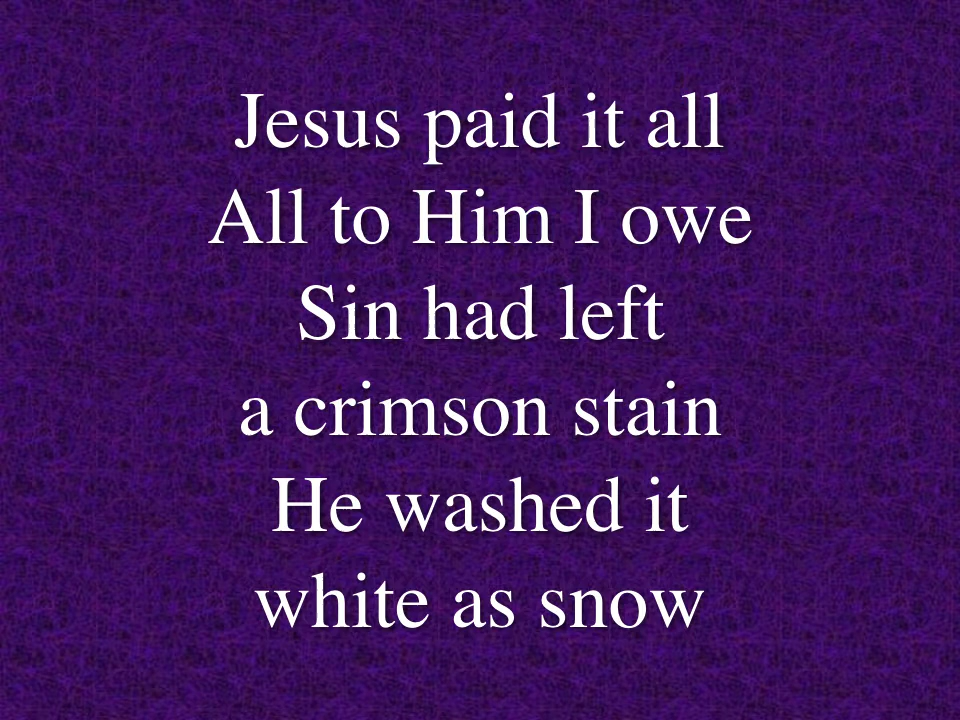 Jesus paid it all
All to Him I owe
Sin had left
a crimson stain
He washed it
white as snow